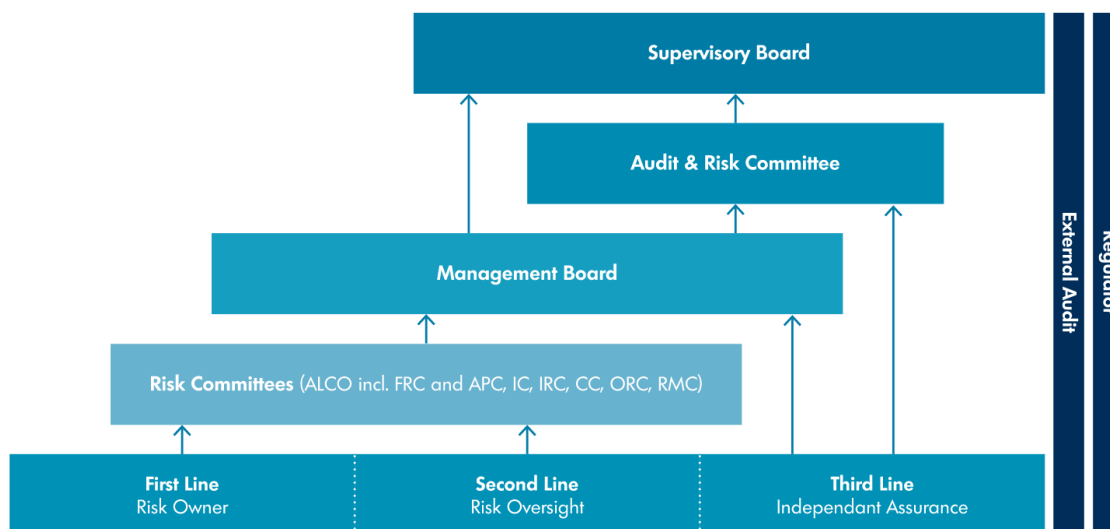 Supervisory Board
Audit & Risk Committee
Management Board
Risk Committees (ALCO incl. FRC and APC, IC, IRC, CC, ORC, RMC)
First Line
Risk Owner
Second Line
Risk Oversight
Third Line
Independant Assurance
External Audit
Regulator